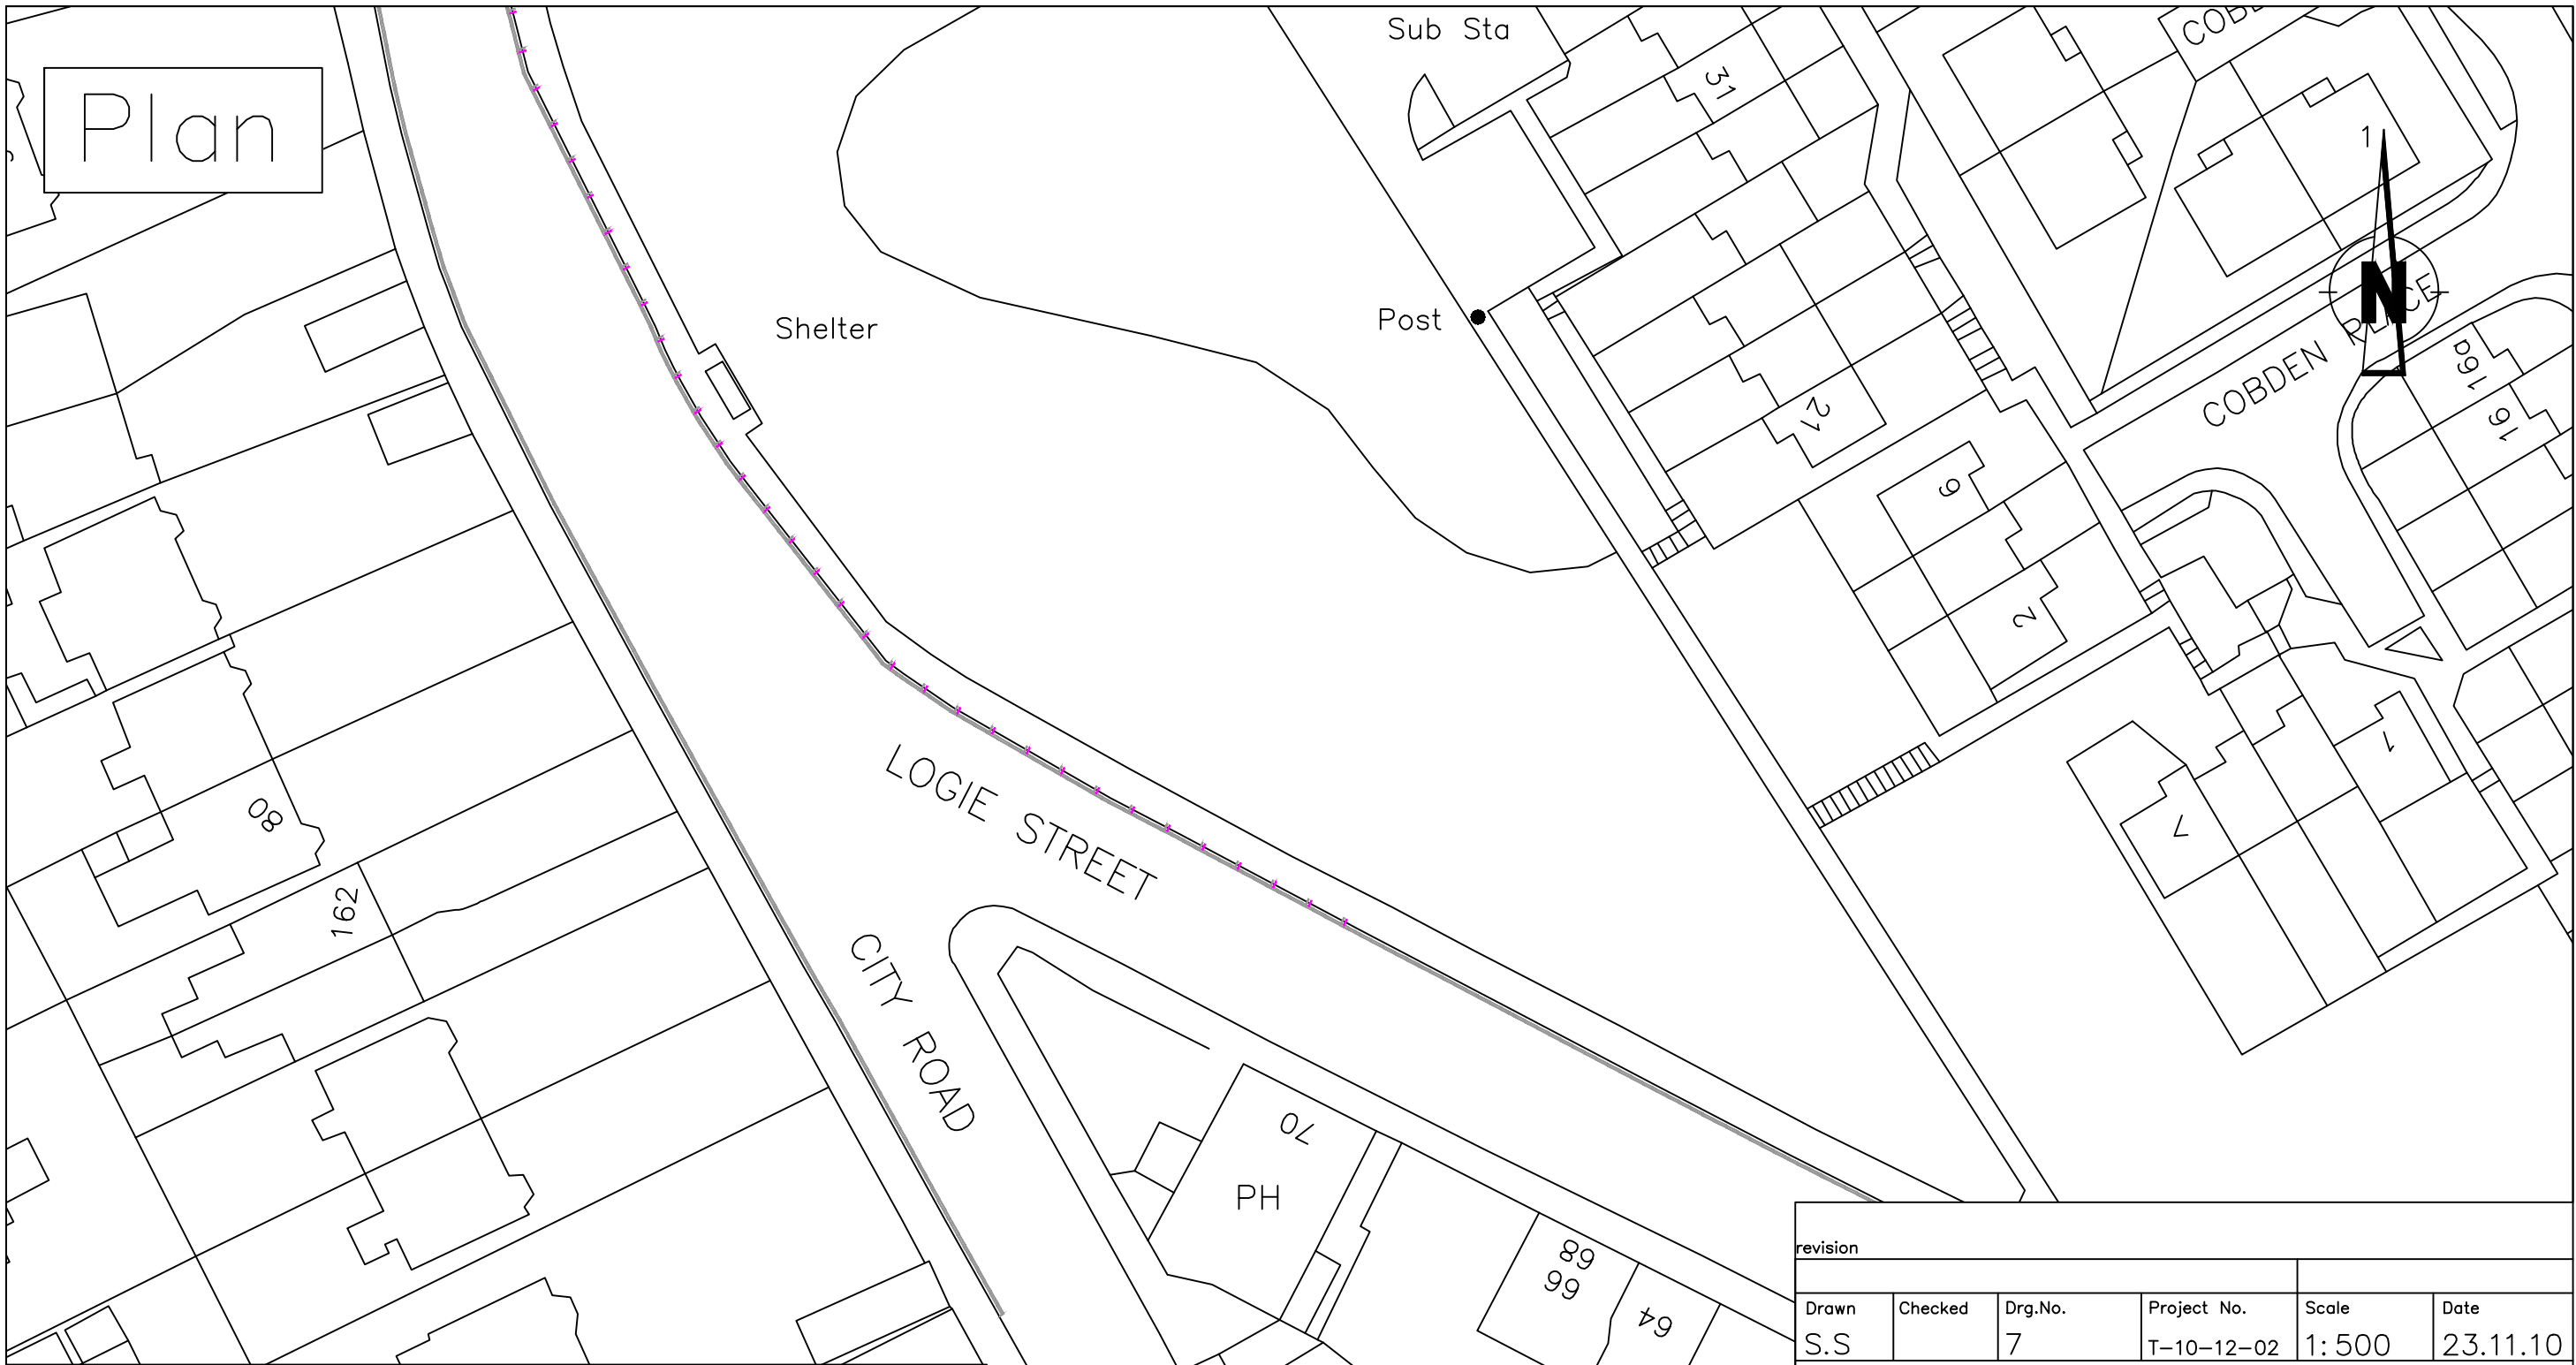 Plan
Sub Sta
31
1
N
Shelter
Post
COBDEN PLACE
21
16a
16
9
2
1
LOGIE STREET
80
162
CITY ROAD
70
PH
68
66
64
revision
Drawn Checked Drg.No. Project No. Scale Date
S.S 7 T-10-12-02 1:500 23.11.10